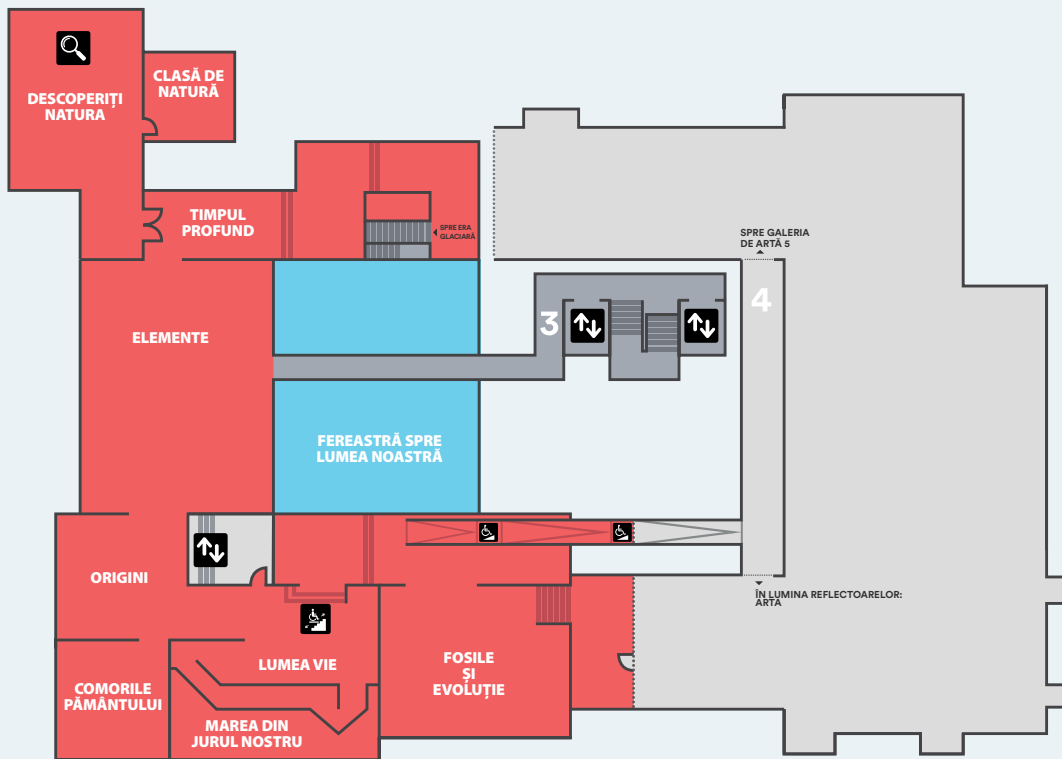 DESCOPERIȚI
NATURA
CLASĂ DE
NATURĂ
TIMPUL
PROFUND
SPRE ERA
GLACIARĂ
SPRE GALERIA
DE ARTĂ 5
ELEMENTE
3
4
FEREASTRĂ SPRE
LUMEA NOASTRĂ
ORIGINI
ÎN LUMINA REFLECTOARELOR:
ARTA
LUMEA VIE
FOSILE
ȘI
EVOLUȚIE
COMORILE
PĂMÂNTULUI
MAREA DIN
JURUL NOSTRU